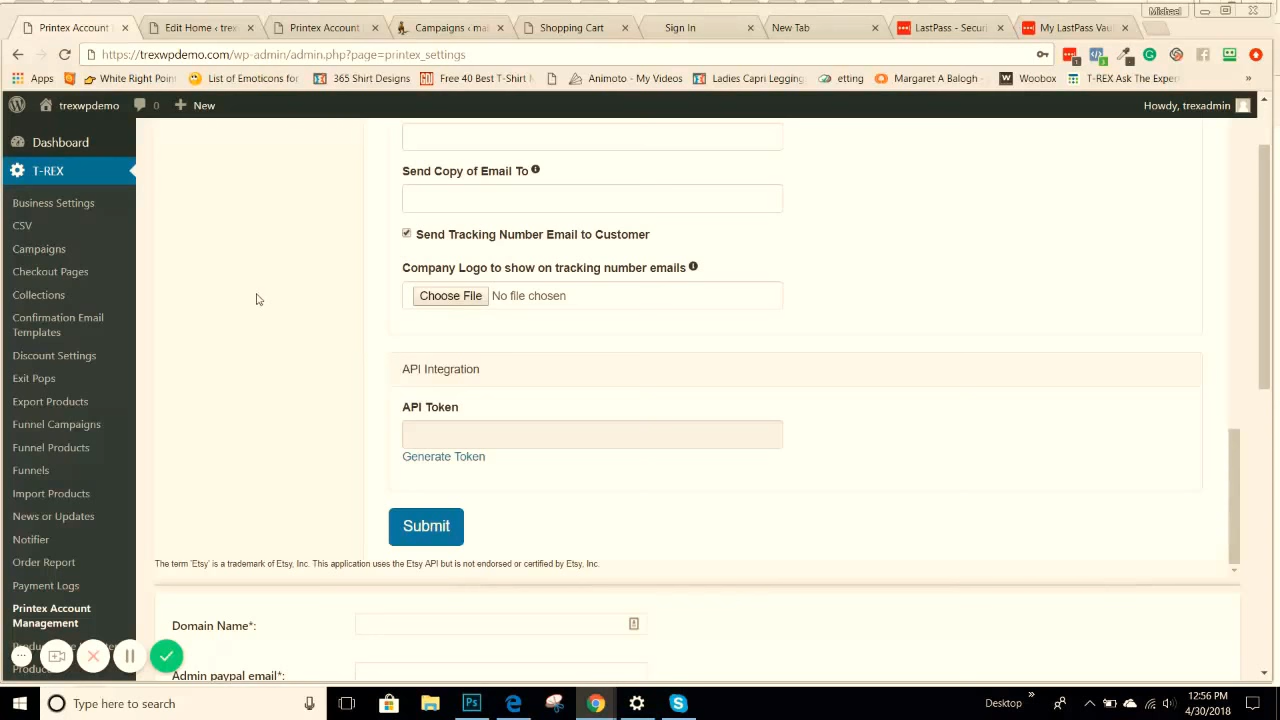 Michael
Printex Account
Edit Home ‹ trex
Printex Account
Campaigns ‹ ma
Shopping Cart
Sign In
New Tab
LastPass - Securi
My LastPass Vau
https://trexwpdemo.com/wp-admin/admin.php?page=printex_settings
Apps
White Right Poin
List of Emoticons for
365 Shirt Designs
Free 40 Best T-Shirt
Animoto - My Videos
Ladies Capri Legging
etting
Margaret A Balogh
Woobox
T-REX Ask The Exper
»
trexwpdemo
0
New
Howdy, trexadmin
Dashboard
T-REX
Business Settings
CSV
Campaigns
Checkout Pages
Collections
Confirmation Email
Templates
Discount Settings
Exit Pops
Export Products
Funnel Campaigns
Funnel Products
Funnels
Import Products
News or Updates
Notifier
Order Report
Payment Logs
Printex Account
Management
Send Copy of Email To
Send Tracking Number Email to Customer
Company Logo to show on tracking number emails
Choose File No file chosen
API Integration
API Token
Generate Token
Submit
The term 'Etsy' is a trademark of Etsy, Inc. This application uses the Etsy API but is not endorsed or certified by Etsy, Inc.
Domain Name*:
Admin paypal email*:
Type here to search
Desktop
»
12:56 PM
4/30/2018